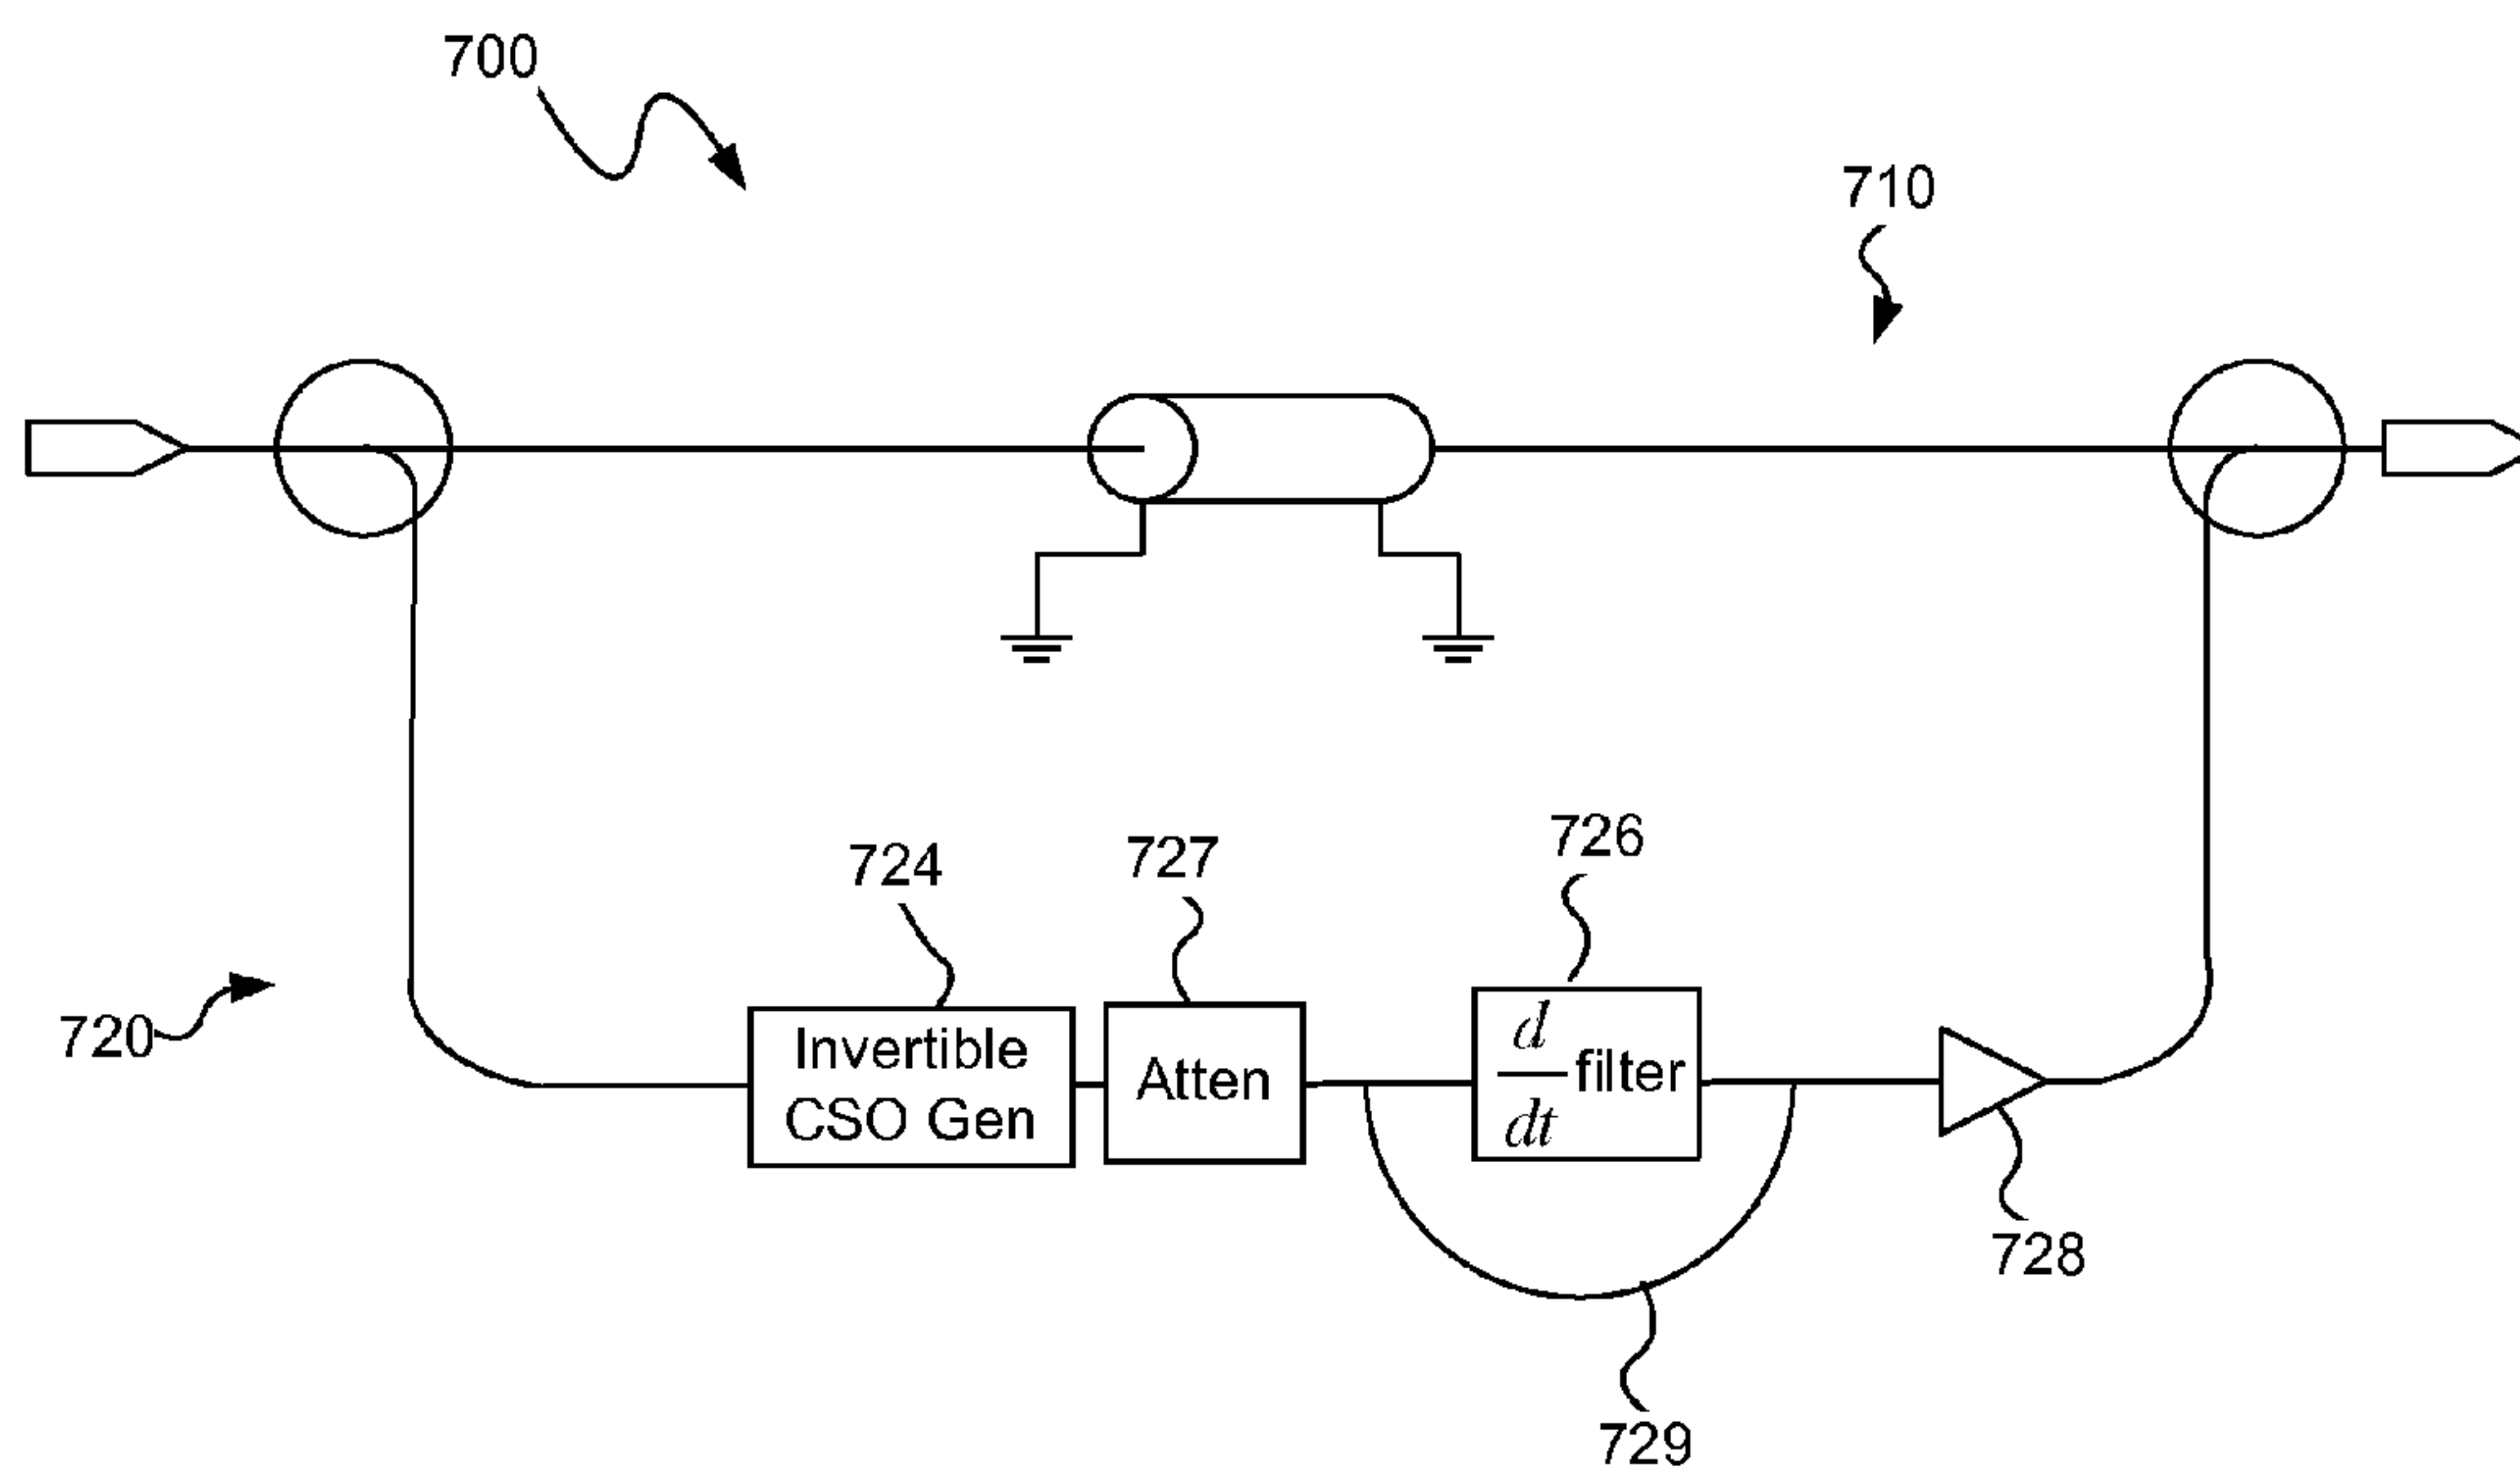 700
710
724
727
726
720
Invertible
CSO Gen
Atten
d
dt
filter
728
729